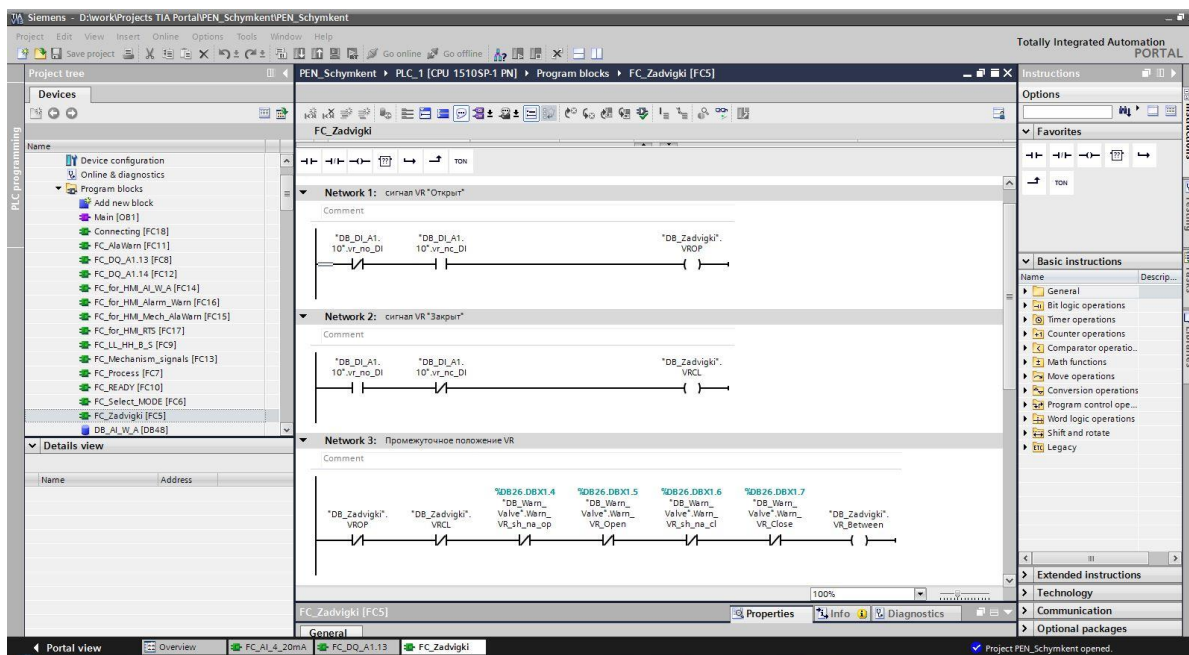 Siemens - D:\work\Projects TIA Portal\PEN_Schymkent\PEN_Schymkent
Project Edit View Insert Online Options Tools Window Help
Save project
Go online
Go offline
Totally Integrated Automation
PORTAL
Project tree
PEN_Schymkent PLC_1 [CPU 1510SP-1 PN] Program blocks FC_Zadvigki [FC5]
Instructions
Devices
Options
FC_Zadvigki
Favorites
Name
Device configuration
Online & diagnostics
Program blocks
Add new block
Main [OB1]
Connecting [FC18]
FC_AlaWarn [FC11]
FC_DQ_A1.13 [FC8]
FC_DQ_A1.14 [FC12]
FC_for_HMI_AI_W_A [FC14]
FC_for_HMI_Alarm_Warn [FC16]
FC_for_HMI_Mech_AlaWarn [FC15]
FC_for_HMI_RTS [FC17]
FC_LL_HH_B_S [FC9]
FC_Mechanism_signals [FC13]
FC_Process [FC7]
FC_READY [FC10]
FC_Select_MODE [FC6]
FC_Zadvigki [FC5]
DB_AI_W_A [DB48]
Details view
Name Address
PLC programming
TON
Network 1: сигнал VR "Открыт"
Comment
"DB_DI_A1.
10".vr_no_DI
"DB_DI_A1.
10".vr_nc_DI
"DB_Zadvigki".
VROP
Network 2: сигнал VR "Закрыт"
Comment
"DB_DI_A1.
10".vr_no_DI
"DB_DI_A1.
10".vr_nc_DI
"DB_Zadvigki".
VRCL
Network 3: Промежуточное положение VR
Comment
"DB_Zadvigki".
VROP
"DB_Zadvigki".
VRCL
%DB26.DBX1.4
"DB_Warn_
Valve".Warn_
VR_sh_na_op
%DB26.DBX1.5
"DB_Warn_
Valve".Warn_
VR_Open
%DB26.DBX1.6
"DB_Warn_
Valve".Warn_
VR_sh_na_cl
%DB26.DBX1.7
"DB_Warn_
Valve".Warn_
VR_Close
"DB_Zadvigki".
VR_Between
100%
FC_Zadvigki [FC5]
Properties
Info
Diagnostics
General
TON
Basic instructions
Name Descrip...
General
Bit logic operations
Timer operations
Counter operations
Comparator operatio..
Math functions
Move operations
Conversion operations
Program control ope...
Word logic operations
Shift and rotate
Legacy
Extended instructions
Technology
Communication
Optional packages
Instructions
Testing
Tasks
Libraries
Portal view
Overview
FC_AI_4_20mA
FC_DQ_A1.13
FC_Zadvigki
Project PEN_Schymkent opened.